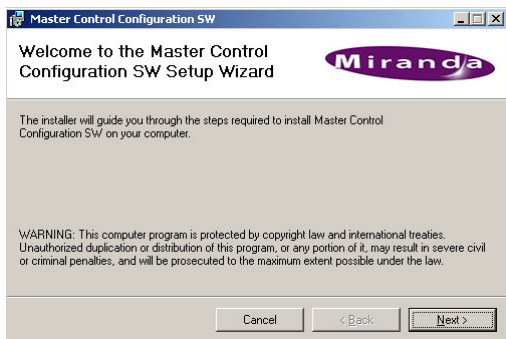 Master Control Configuration SW
Welcome to the Master Control
Configuration SW Setup Wizard
Miranda
The installer will guide you through the steps required to install Master Control
Configuration SW on your computer.
WARNING: This computer program is protected by copyright law and international treaties.
Unauthorized duplication or distribution of this program, or any portion of it, may result in severe civil
or criminal penalties, and will be prosecuted to the maximum extent possible under the law.
Cancel
< Back
Next >